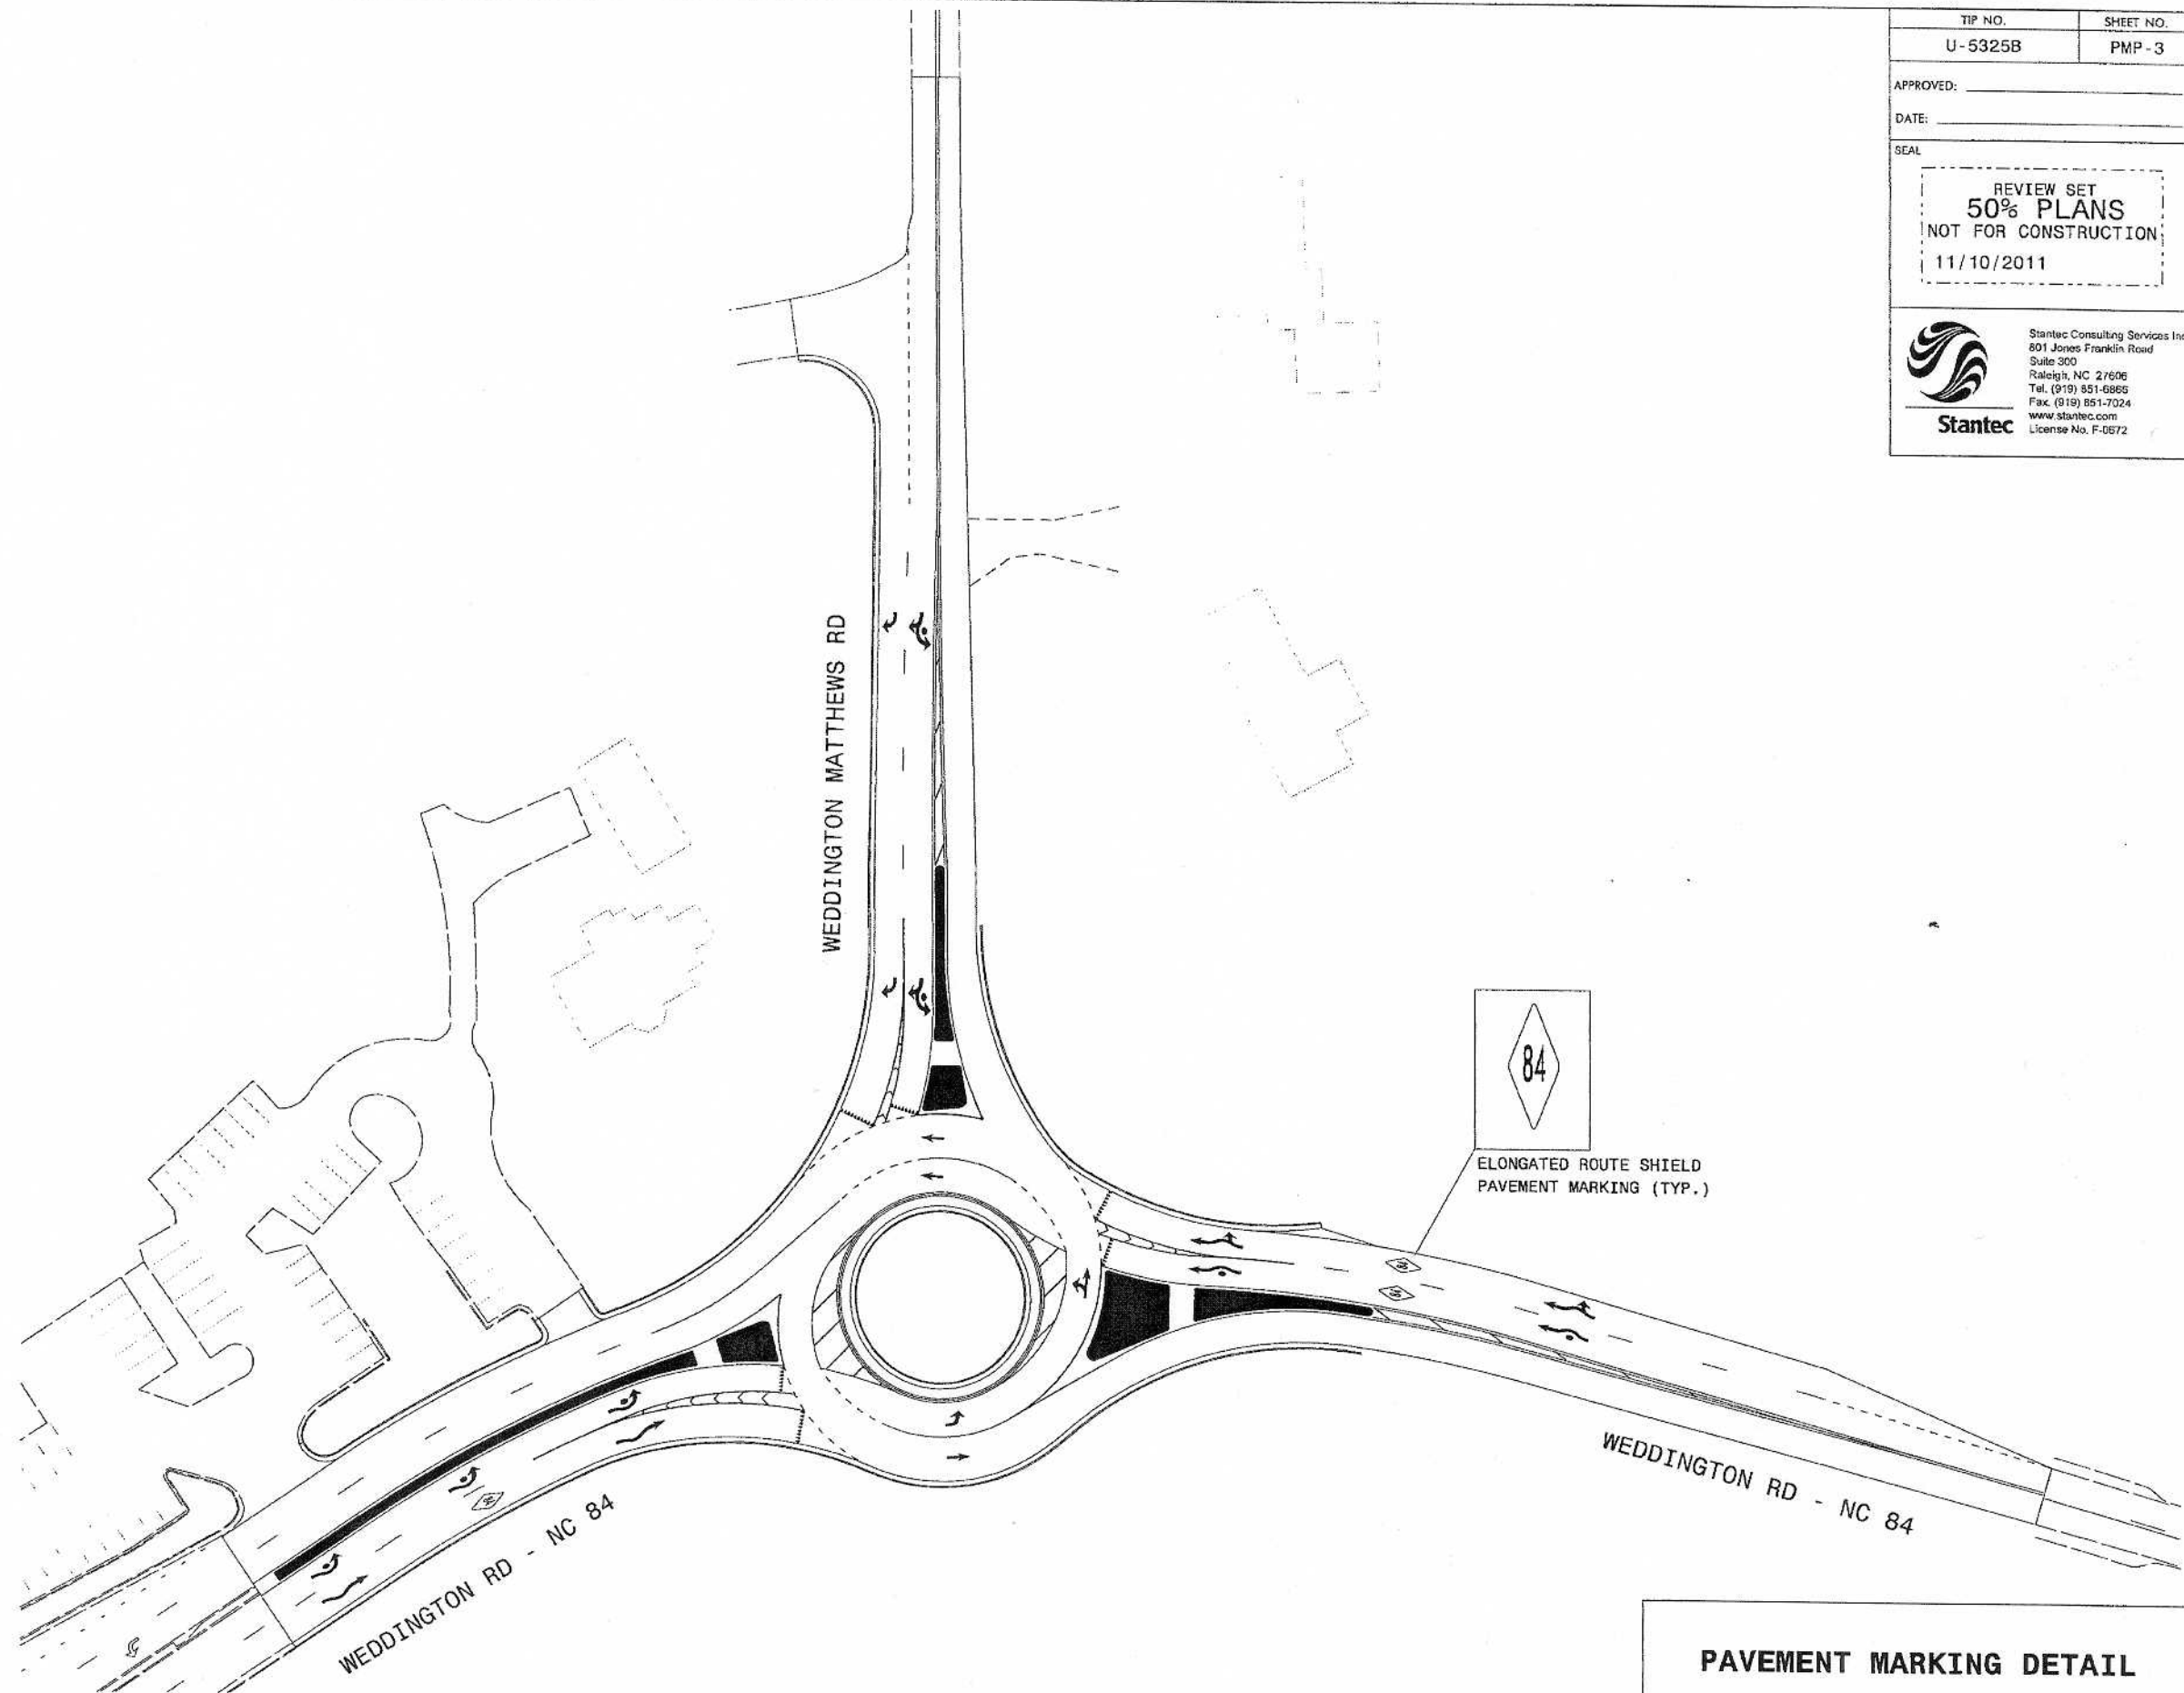 TIP NO.
SHEET NO.
U-5325B
PMP-3
APPROVED:
DATE:
SEAL
REVIEW SET
50% PLANS
NOT FOR CONSTRUCTION
11/10/2011
Stantec
Stantec Consulting Services Inc
801 Jones Franklin Road
Suite 300
Raleigh, NC 27606
Tel. (919) 851-6866
Fax. (919) 851-7024
www.stantec.com
License No. F-0672
WEDDINGTON MATTHEWS RD
84
ELONGATED ROUTE SHIELD
PAVEMENT MARKING (TYP.)
84
84
84
WEDDINGTON RD - NC 84
WEDDINGTON RD - NC 84
PAVEMENT MARKING DETAIL